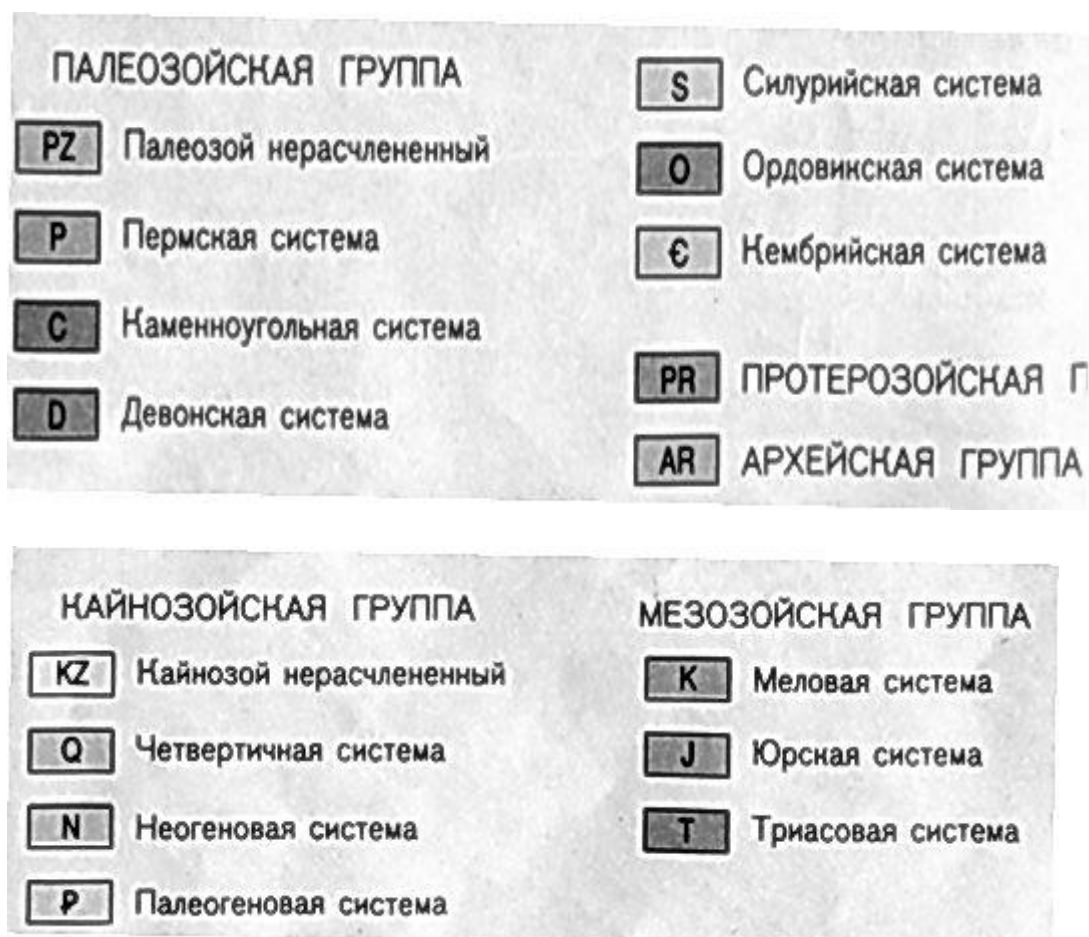 ПАЛЕОЗОЙСКАЯ ГРУППА
PZ Палеозой нерасчлененный
P Пермская система
C Каменноугольная система
D Девонская система
S Силурийская система
O Ордовикская система
Є Кембрийская система
PR ПРОТЕРОЗОЙСКАЯ Г
AR АРХЕЙСКАЯ ГРУППА
КАЙНОЗОЙСКАЯ ГРУППА
KZ Кайнозой нерасчлененный
Q Четвертичная система
N Неогеновая система
₽ Палеогеновая система
МЕЗОЗОЙСКАЯ ГРУППА
K Меловая система
J Юрская система
T Триасовая система